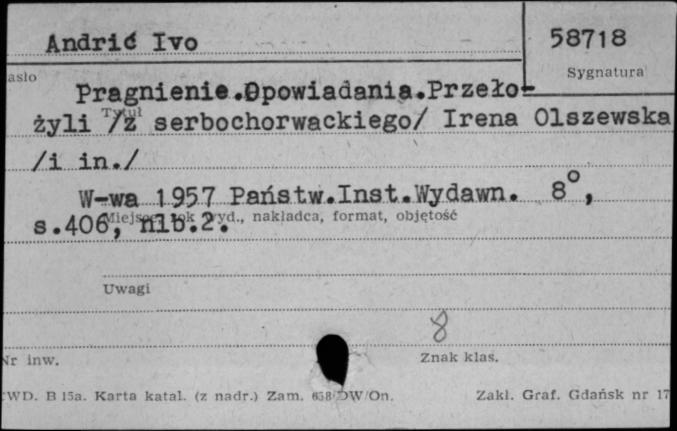 Andrić Ivo
58718
asło
Sygnatura
Pragnienie.Opowiadania.Przeło-
Tytuł
żyli /z serbochorwackiego/ Irena Olszewska
/i in./
W-wa 1957 Państw.Inst.Wydawn. 8°,
Miejsce, rok wyd., nakładca, format, objętość
s.406, nlb.2.
Uwagi
8
Nr inw.
Znak klas.
WD. B 15a. Karta katal. (z nadr.) Zam. 638/DW/On.
Zakł. Graf. Gdańsk nr 17